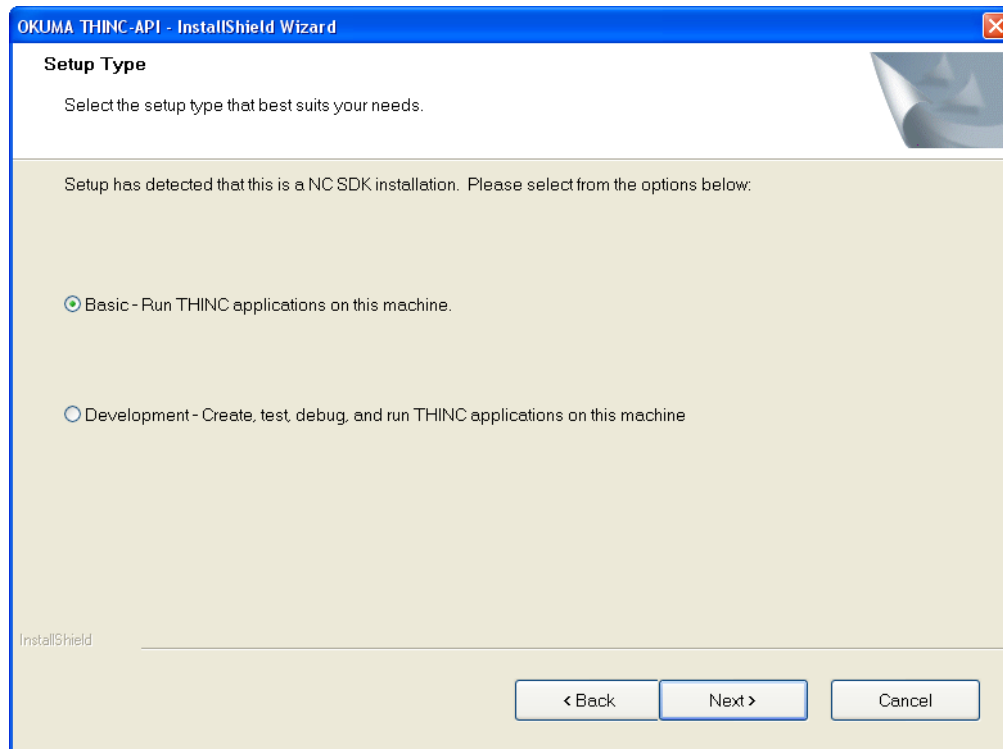 OKUMA THINC-API - InstallShield Wizard
Setup Type
Select the setup type that best suits your needs.
Setup has detected that this is a NC SDK installation.  Please select from the options below:
Basic - Run THINC applications on this machine.
Development - Create, test, debug, and run THINC applications on this machine
InstallShield
< Back
Next >
Cancel